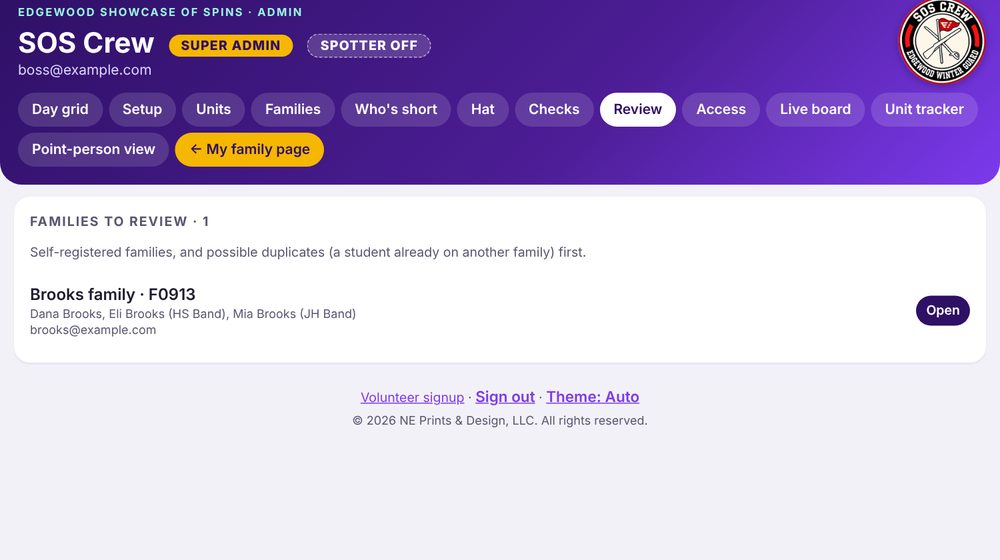 EDGEWOOD SHOWCASE OF SPINS · ADMIN
SOS Crew SUPER ADMIN SPOTTER OFF
boss@example.com
SOS CREW
EDGEWOOD WINTER GUARD
Day grid Setup Units Families Who's short Hat Checks Review Access Live board Unit tracker
Point-person view ← My family page
FAMILIES TO REVIEW · 1
Self-registered families, and possible duplicates (a student already on another family) first.
Brooks family · F0913
Dana Brooks, Eli Brooks (HS Band), Mia Brooks (JH Band)
brooks@example.com
Open
Volunteer signup · Sign out · Theme: Auto
© 2026 NE Prints & Design, LLC. All rights reserved.